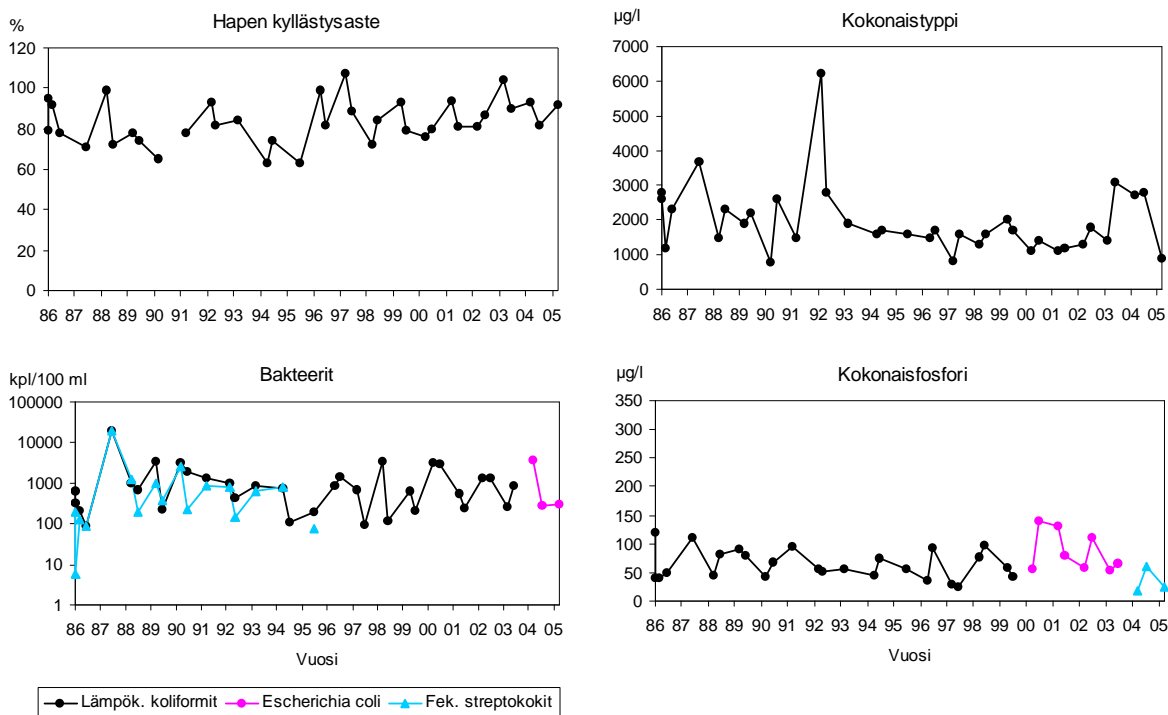 Hapen kyllästysaste
%
120
100
80
60
40
20
0
86 87 88 89 90 91 92 93 94 95 96 97 98 99 00 01 02 03 04 05
Kokonaistyppi
µg/l
7000
6000
5000
4000
3000
2000
1000
0
86 87 88 89 90 91 92 93 94 95 96 97 98 99 00 01 02 03 04 05
Bakteerit
kpl/100 ml
100000
10000
1000
100
10
1
86 87 88 89 90 91 92 93 94 95 96 97 98 99 00 01 02 03 04 05
Vuosi
Kokonaisfosfori
µg/l
350
300
250
200
150
100
50
0
86 87 88 89 90 91 92 93 94 95 96 97 98 99 00 01 02 03 04 05
Vuosi
Lämpök. koliformit Escherichia coli Fek. streptokokit